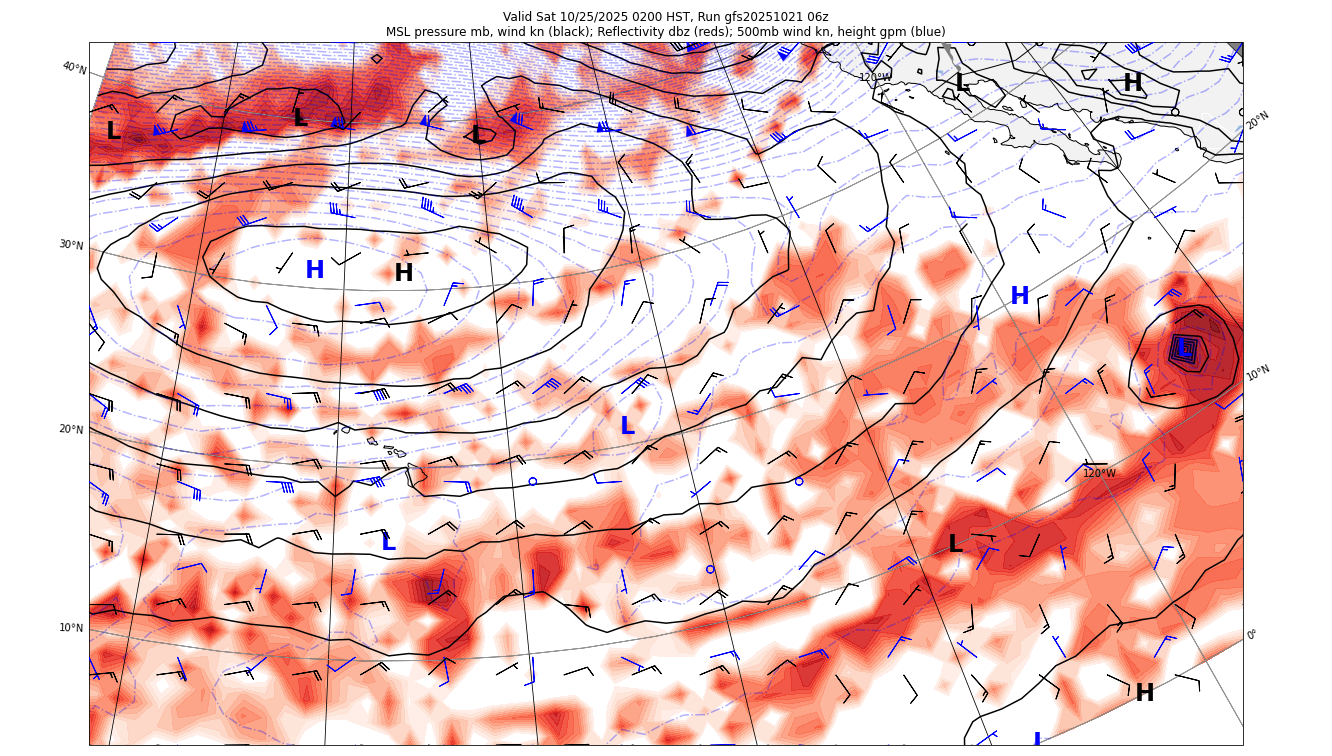 Valid Sat 10/25/2025 0200 HST, Run gfs20251021 06z
MSL pressure mb, wind kn (black); Reflectivity dbz (reds); 500mb wind kn, height gpm (blue)
40°N
120°W
L
H
20°N
L
L
L
30°N
H
H
H
L
10°N
20°N
L
120°W
L
L
10°N
0°
H
L